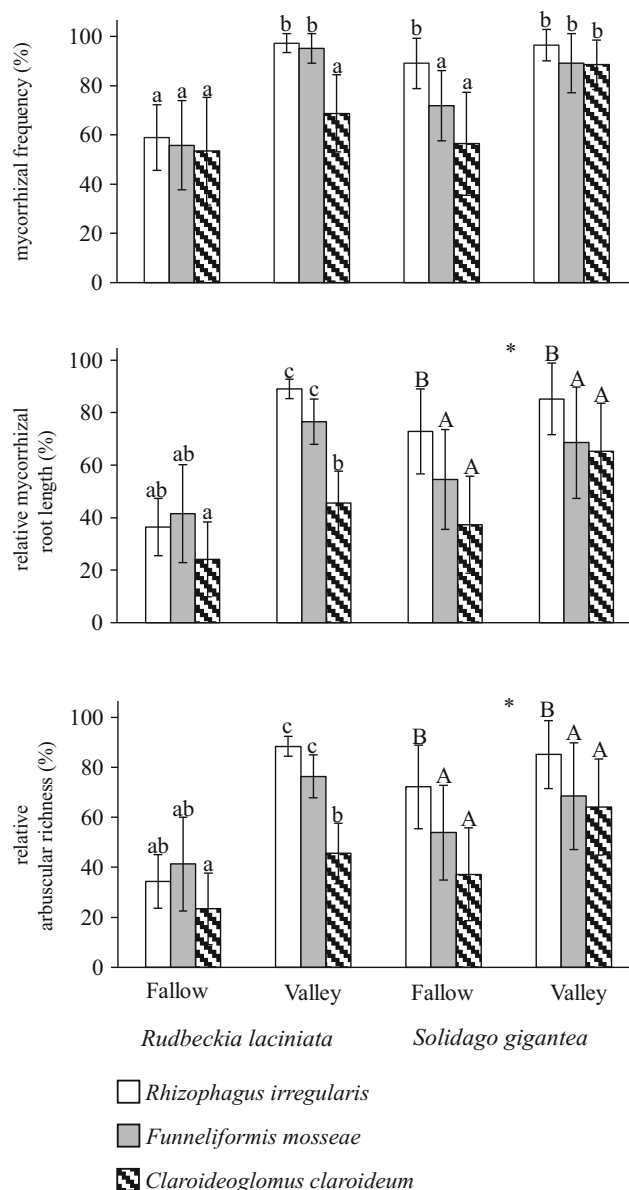 mycorrhizal frequency (%)
100
80
60
40
20
0
a a a
b b a
b a a
b b b
relative mycorrhizal
root length (%)
100
80
60
40
20
0
ab ab a
c c b
B A A
*
B A A
relative
arbuscular richness (%)
100
80
60
40
20
0
ab ab a
c c b
B A A
*
B A A
Fallow Valley Fallow Valley
Rudbeckia laciniata Solidago gigantea
Rhizophagus irregularis
Funneliformis mosseae
Claroideoglomus claroideum